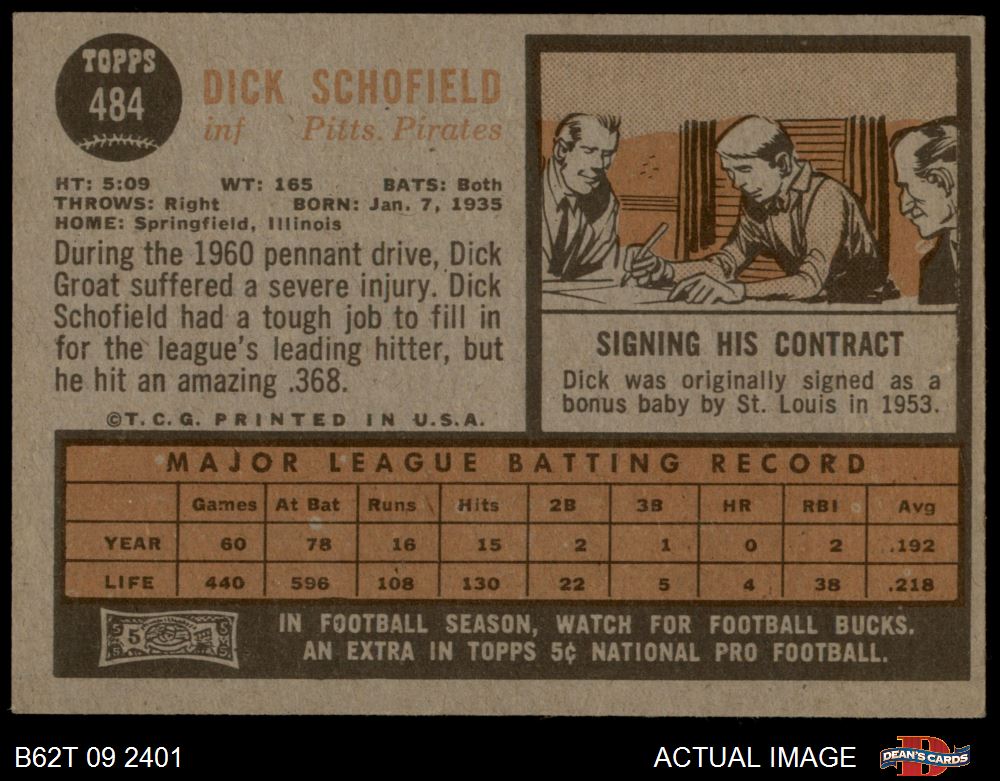 TOPPS
484
DICK SCHOFIELD
inf Pitts. Pirates
HT: 5:09 WT: 165 BATS: Both
THROWS: Right BORN: Jan. 7, 1935
HOME: Springfield, Illinois
During the 1960 pennant drive, Dick
Groat suffered a severe injury. Dick
Schofield had a tough job to fill in
for the league's leading hitter, but
he hit an amazing .368.
©T.C.G. PRINTED IN U.S.A.
SIGNING HIS CONTRACT
Dick was originally signed as a
bonus baby by St. Louis in 1953.
MAJOR LEAGUE BATTING RECORD
Games At Bat Runs Hits 2B 3B HR RBI Avg
YEAR 60 78 16 15 2 1 0 2 .192
LIFE 440 596 108 130 22 5 4 38 .218
5
IN FOOTBALL SEASON, WATCH FOR FOOTBALL BUCKS.
AN EXTRA IN TOPPS 5¢ NATIONAL PRO FOOTBALL.
B62T 09 2401 ACTUAL IMAGE DEAN'S CARDS